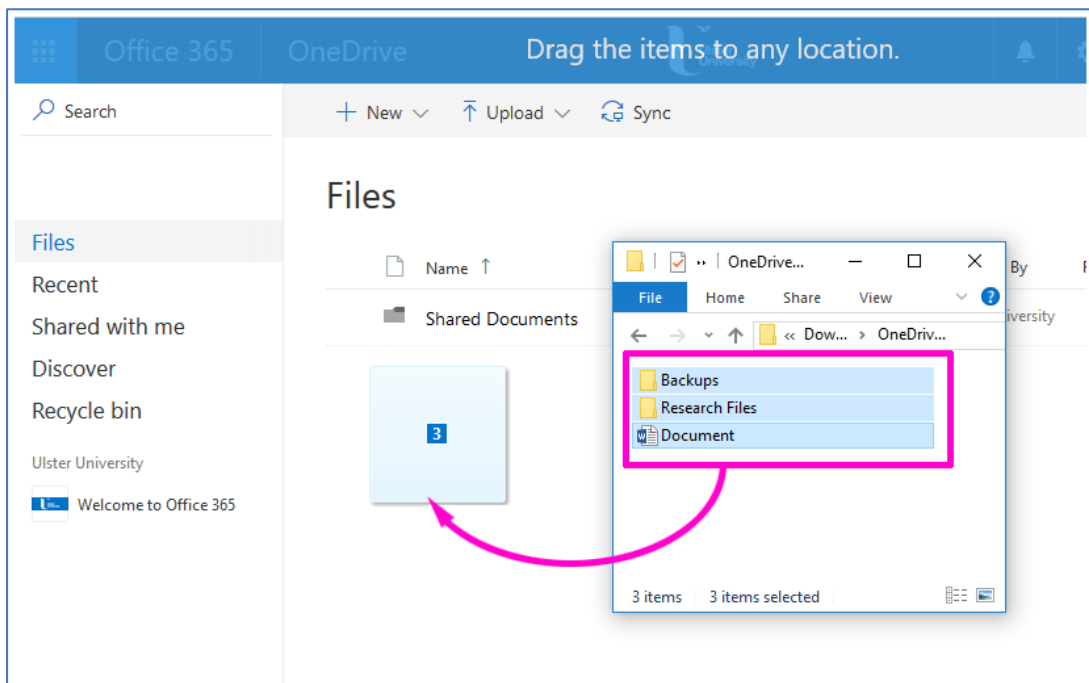 Office 365
OneDrive
Drag the items to any location.
University
Search
New
Upload
Sync
Files
Files
Recent
Shared with me
Discover
Recycle bin
Ulster University
Welcome to Office 365
Name
By
Shared Documents
iversity
3
OneDrive...
File Home Share View
« Dow... > OneDriv...
Backups
Research Files
Document
3 items 3 items selected